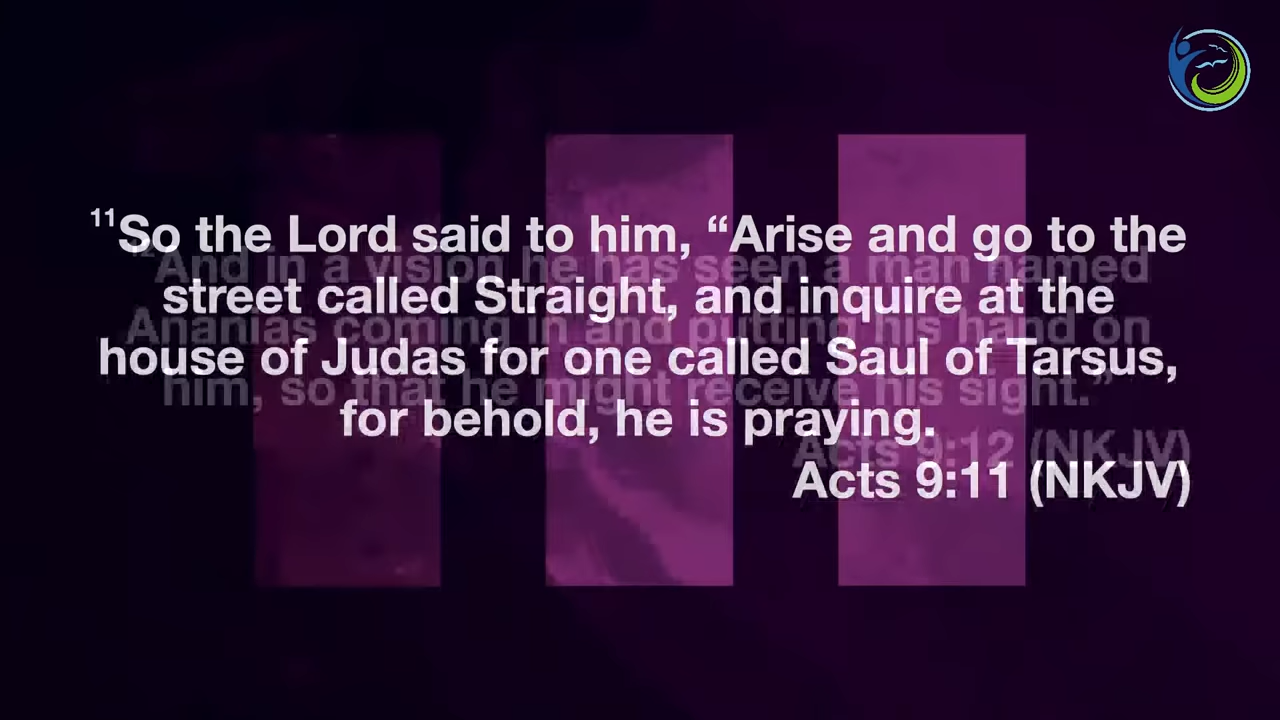 ¹¹So the Lord said to him, “Arise and go to the
street called Straight, and inquire at the
house of Judas for one called Saul of Tarsus,
for behold, he is praying.
Acts 9:11 (NKJV)
¹²And in a vision he has seen a man named
Ananias coming in and putting his hand on
him, so that he might receive his sight.”
Acts 9:12 (NKJV)